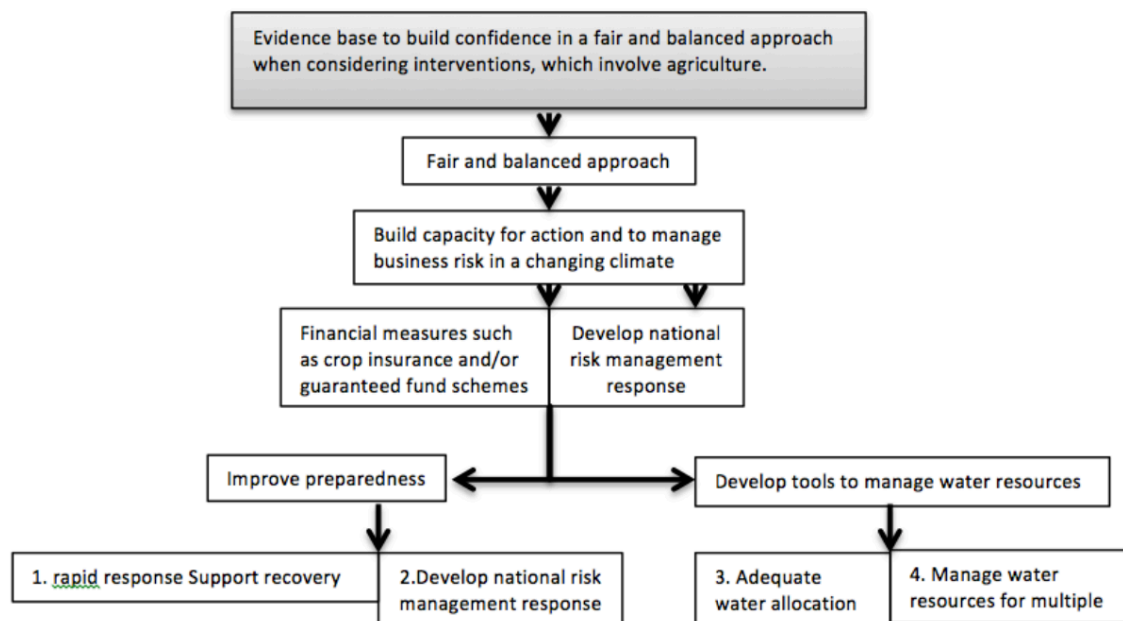 Evidence base to build confidence in a fair and balanced approach
when considering interventions, which involve agriculture.
Fair and balanced approach
Build capacity for action and to manage
business risk in a changing climate
Financial measures such
as crop insurance and/or
guaranteed fund schemes
Develop national
risk management
response
Improve preparedness
Develop tools to manage water resources
1. rapid response Support recovery
2.Develop national risk
management response
3. Adequate
water allocation
4. Manage water
resources for multiple